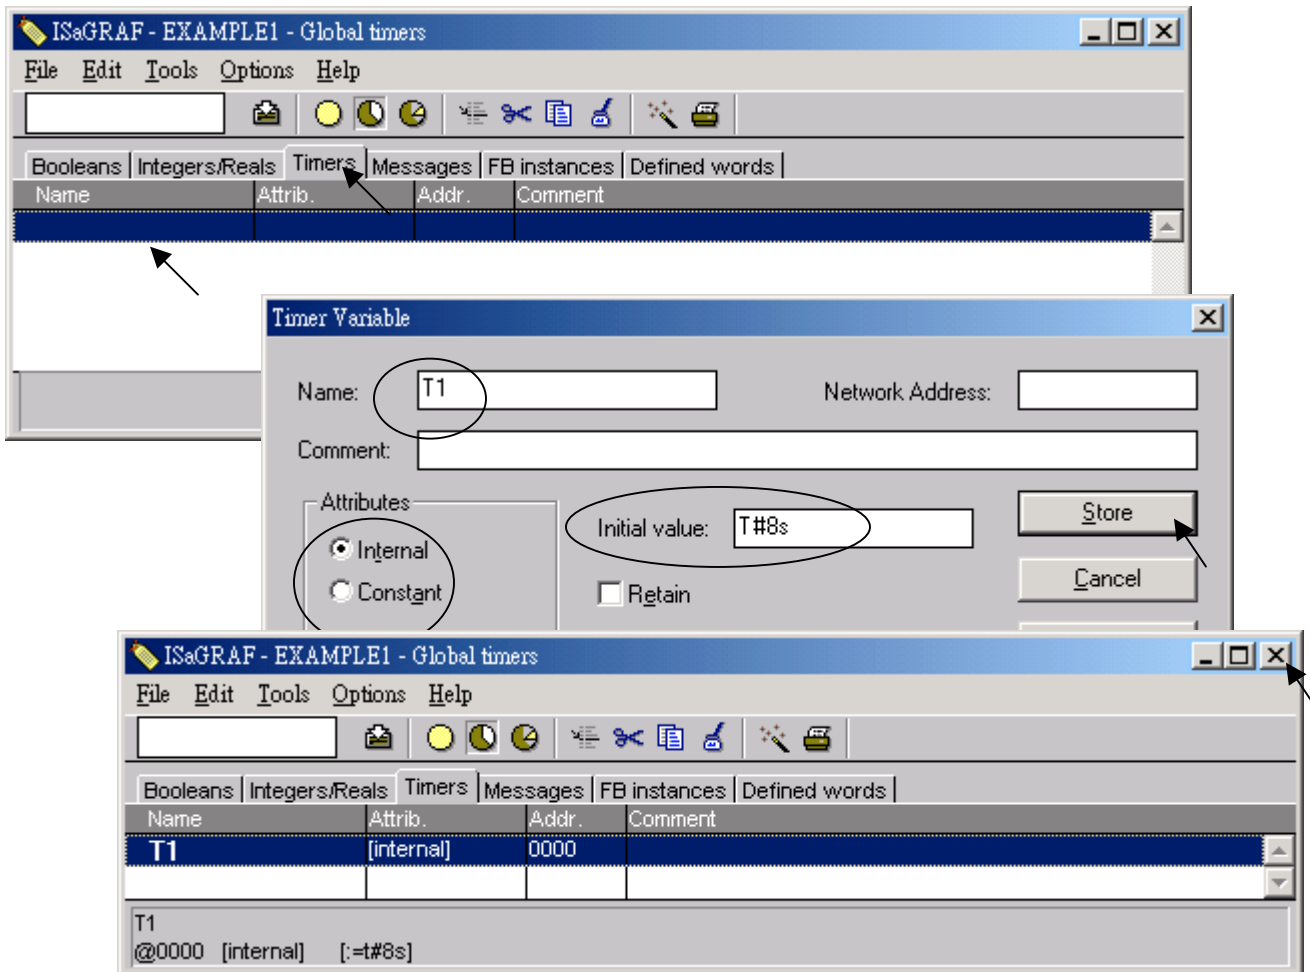 ISaGRAF - EXAMPLE1 - Global timers
File Edit Tools Options Help
Booleans Integers/Reals Timers Messages FB instances Defined words
Name Attrib. Addr. Comment
Timer Variable
Name: T1 Network Address:
Comment:
Attributes
Initial value: T#8s Store
Internal
Constant Retain Cancel
ISaGRAF - EXAMPLE1 - Global timers
File Edit Tools Options Help
Booleans Integers/Reals Timers Messages FB instances Defined words
Name Attrib. Addr. Comment
T1 [internal] 0000
T1
@0000 [internal] [:=t#8s]